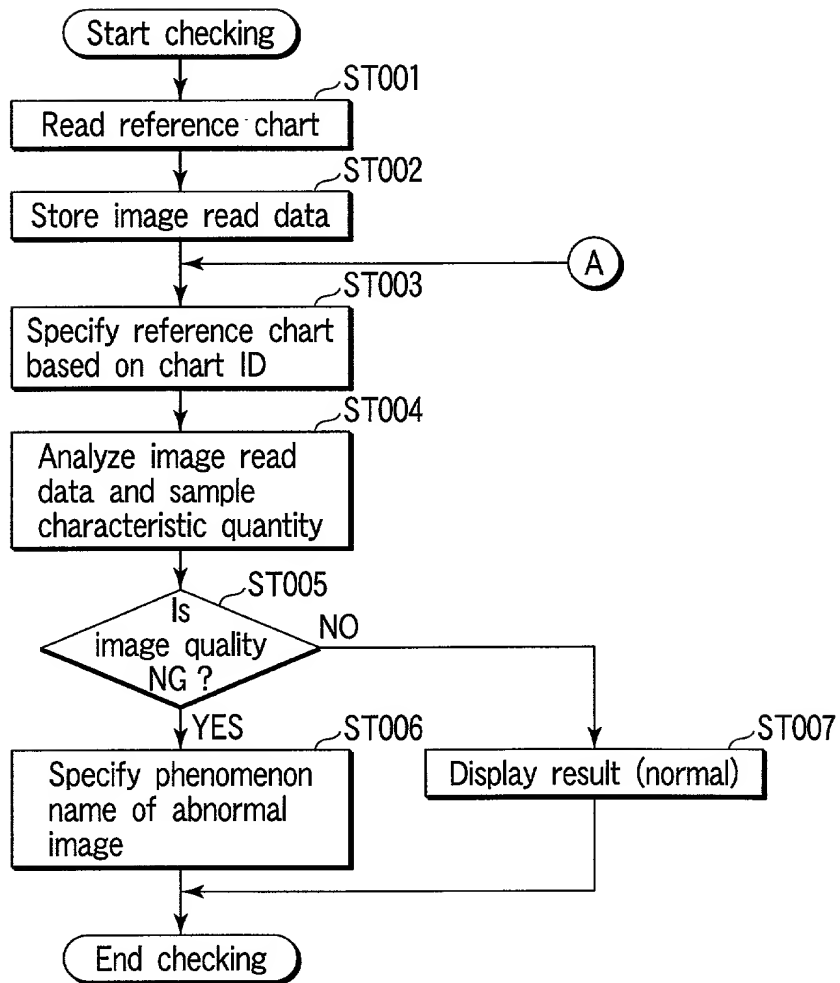 Start checking
ST001
Read reference chart
ST002
Store image read data
A
ST003
Specify reference chart
based on chart ID
ST004
Analyze image read
data and sample
characteristic quantity
ST005
Is
image quality
NG ?
NO
YES
ST006
Specify phenomenon
name of abnormal
image
ST007
Display result (normal)
End checking